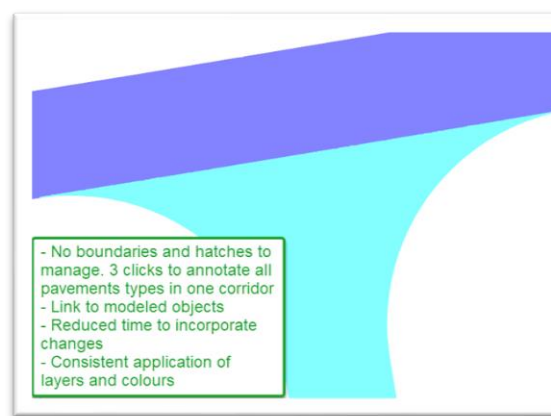 - No boundaries and hatches to
manage. 3 clicks to annotate all
pavements types in one corridor
- Link to modeled objects
- Reduced time to incorporate
changes
- Consistent application of
layers and colours